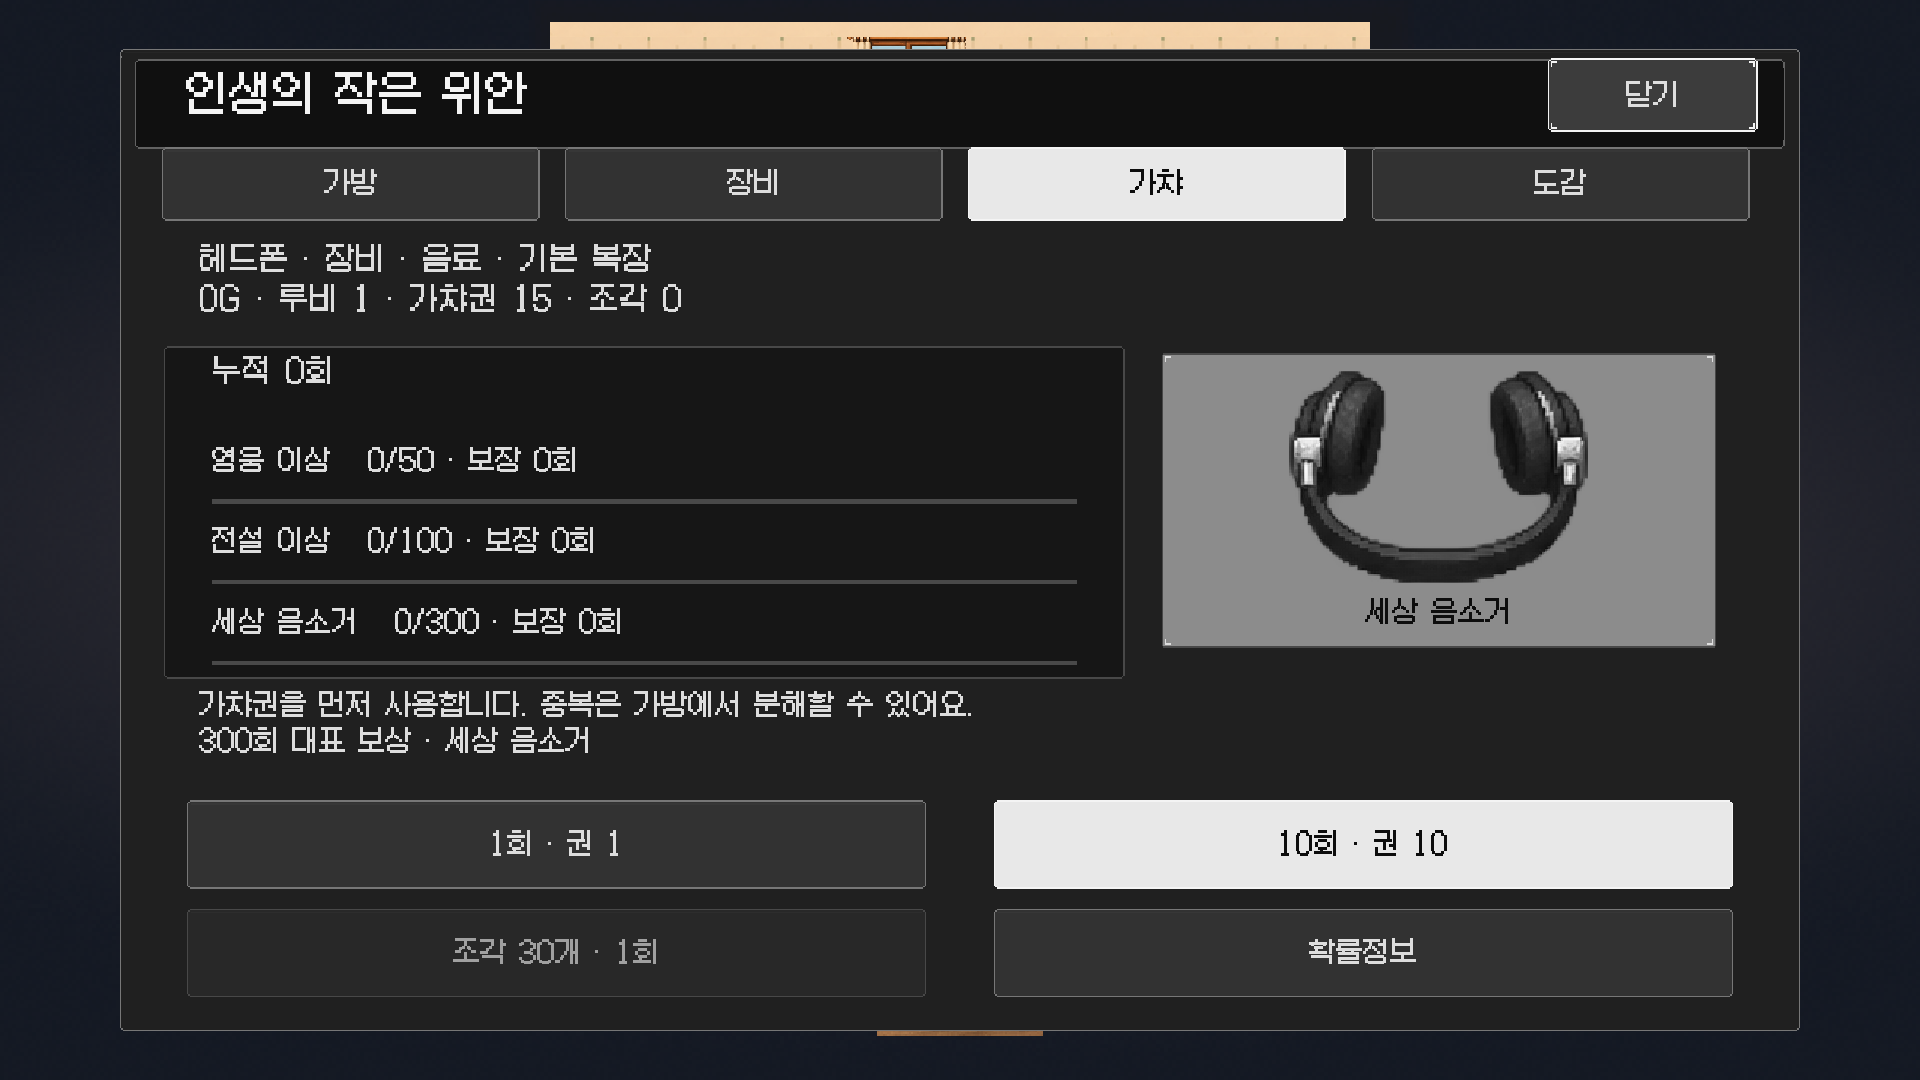 인생의 작은 위안
닫기
가방
장비
가챠
도감
헤드폰 · 장비 · 음료 · 기본 복장
0G · 루비 1 · 가챠권 15 · 조각 0
누적 0회
영웅 이상 0/50 · 보장 0회
전설 이상 0/100 · 보장 0회
세상 음소거 0/300 · 보장 0회
세상 음소거
가챠권을 먼저 사용합니다. 중복은 가방에서 분해할 수 있어요.
300회 대표 보상 · 세상 음소거
1회 · 권 1
10회 · 권 10
조각 30개 · 1회
확률정보